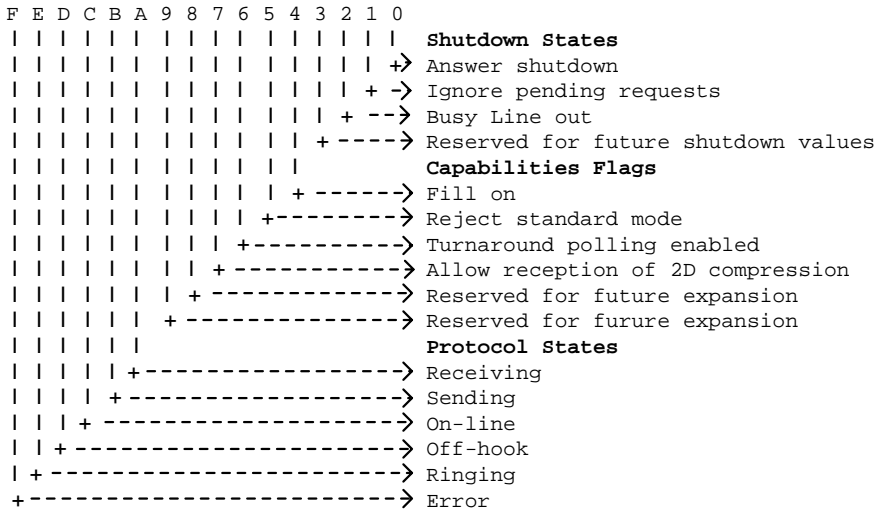 F E D C B A 9 8 7 6 5 4 3 2 1 0
Shutdown States
Answer shutdown
Ignore pending requests
Busy Line out
Reserved for future shutdown values
Capabilities Flags
Fill on
Reject standard mode
Turnaround polling enabled
Allow reception of 2D compression
Reserved for future expansion
Reserved for furure expansion
Protocol States
Receiving
Sending
On-line
Off-hook
Ringing
Error